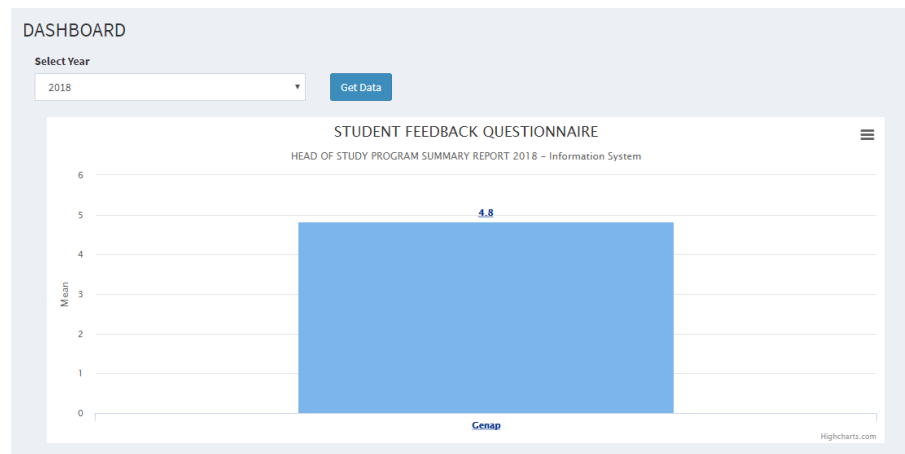 DASHBOARD
Select Year
2018
Get Data
STUDENT FEEDBACK QUESTIONNAIRE
HEAD OF STUDY PROGRAM SUMMARY REPORT 2018 – Information System
6
5
4
3
2
1
0
Mean
4.8
Genap
Highcharts.com